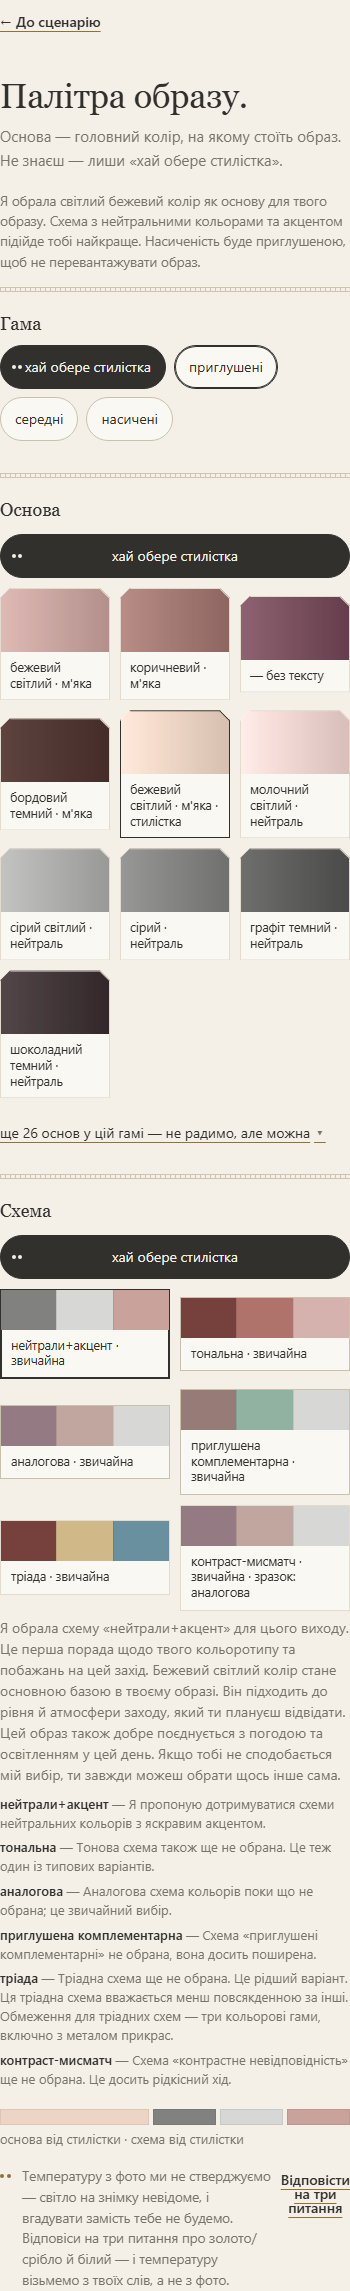 ← До сценарію
Палітра образу.
Основа — головний колір, на якому стоїть образ.
Не знаєш — лиши «хай обере стилістка».
Я обрала світлий бежевий колір як основу для твого
образу. Схема з нейтральними кольорами та акцентом
підійде тобі найкраще. Насиченість буде приглушеною,
щоб не перевантажувати образ.
Гама
хай обере стилістка
приглушені
середні
насичені
Основа
хай обере стилістка
бежевий
світлий · м'яка
коричневий ·
м'яка
— без тексту
бордовий
темний · м'яка
бежевий
світлий · м'яка ·
стилістка
молочний
світлий ·
нейтраль
сірий світлий ·
нейтраль
сірий ·
нейтраль
графіт темний ·
нейтраль
шоколадний
темний ·
нейтраль
ще 26 основ у цій гамі — не радимо, але можна ▾
Схема
хай обере стилістка
нейтрали+акцент ·
звичайна
тональна · звичайна
аналогова · звичайна
приглушена
комплементарна ·
звичайна
тріада · звичайна
контраст-мисматч ·
звичайна · зразок:
аналогова
Я обрала схему «нейтрали+акцент» для цього виходу.
Це перша порада щодо твого кольоротипу та
побажань на цей захід. Бежевий світлий колір стане
основною базою в твоєму образі. Він підходить до
рівня й атмосфери заходу, який ти плануєш відвідати.
Цей образ також добре поєднується з погодою та
освітленням у цей день. Якщо тобі не сподобається
мій вибір, ти завжди можеш обрати щось інше сама.
нейтрали+акцент — Я пропоную дотримуватися схеми
нейтральних кольорів з яскравим акцентом.
тональна — Тонова схема також ще не обрана. Це теж
один із типових варіантів.
аналогова — Аналогова схема кольорів поки що не
обрана; це звичайний вибір.
приглушена комплементарна — Схема «приглушені
комплементарні» не обрана, вона досить поширена.
тріада — Тріадна схема ще не обрана. Це рідший варіант.
Ця тріадна схема вважається менш повсякденною за інші.
Обмеження для тріадних схем — три кольорові гами,
включно з металом прикрас.
контраст-мисматч — Схема «контрастне невідповідність»
ще не обрана. Це досить рідкісний хід.
основа від стилістки · схема від стилістки
Температуру з фото ми не стверджуємо
— світло на знімку невідоме, і
вгадувати замість тебе не будемо.
Відповіси на три питання про золото/
срібло й білий — і температуру
візьмемо з твоїх слів, а не з фото.
Відповісти
на три
питання